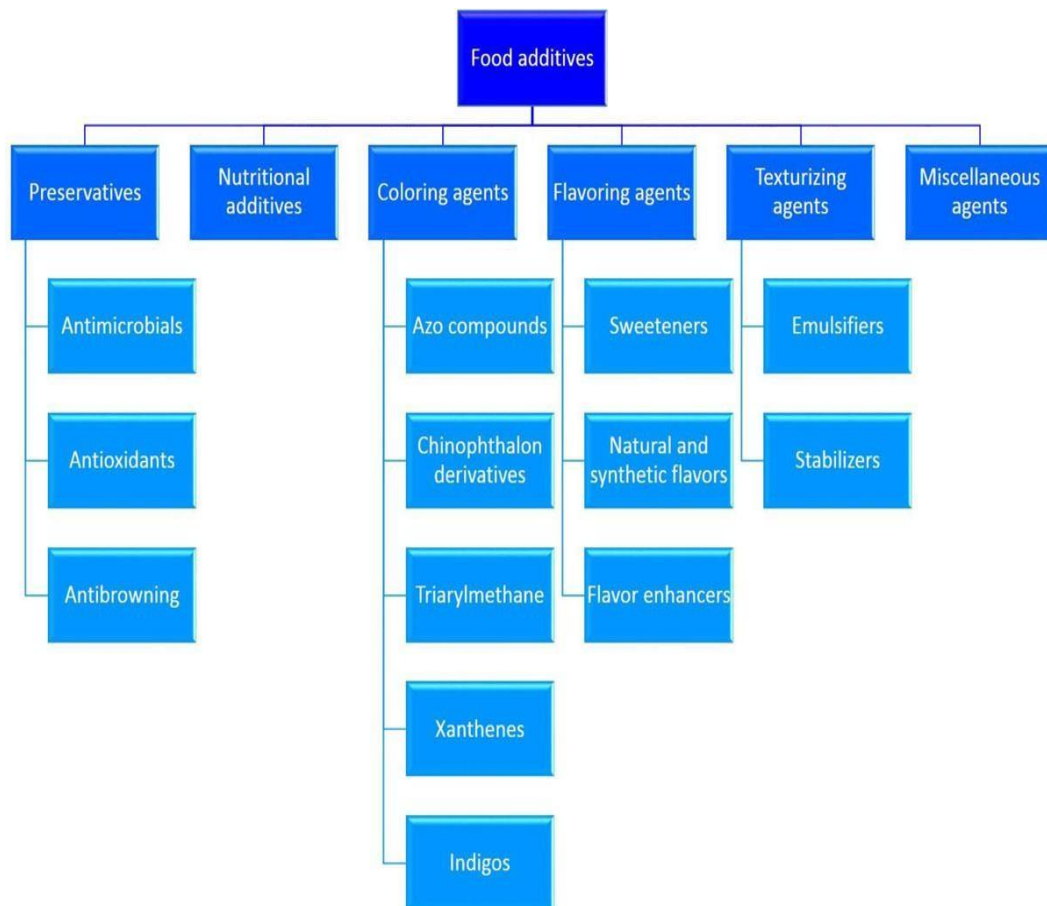 Food additives
Preservatives
Nutritional
additives
Coloring agents
Flavoring agents
Texturizing
agents
Miscellaneous
agents
Antimicrobials
Antioxidants
Antibrowning
Azo compounds
Chinophthalon
derivatives
Triarylmethane
Xanthenes
Indigos
Sweeteners
Natural and
synthetic flavors
Flavor enhancers
Emulsifiers
Stabilizers